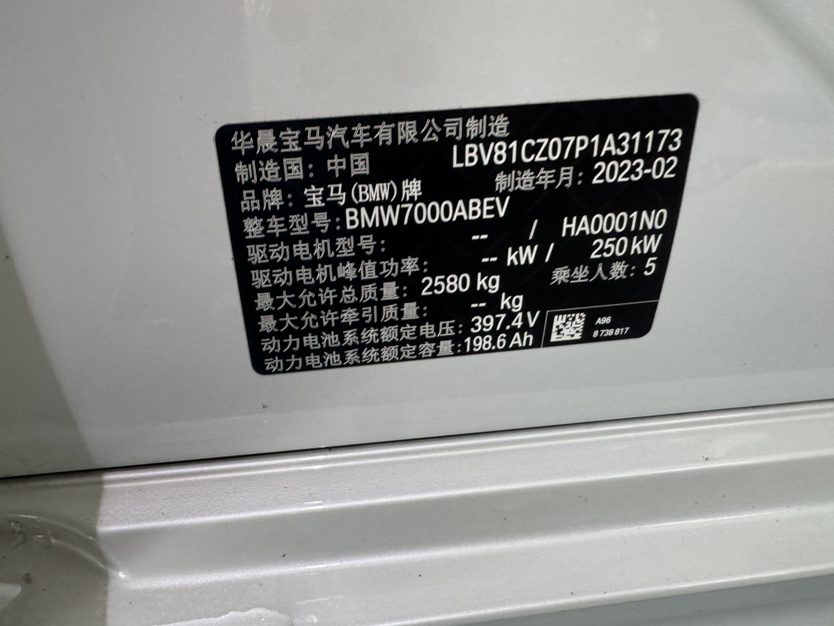 华晨宝马汽车有限公司制造
制造国：中国 LBV81CZ07P1A31173
品牌：宝马(BMW)牌 制造年月：2023-02
整车型号：BMW7000ABEV
驱动电机型号： -- / HA0001N0
驱动电机峰值功率： -- kW / 250 kW
最大允许总质量： 2580 kg 乘坐人数：5
最大允许牵引质量： -- kg
动力电池系统额定电压：397.4 V
动力电池系统额定容量：198.6 Ah
A96
8 738 817